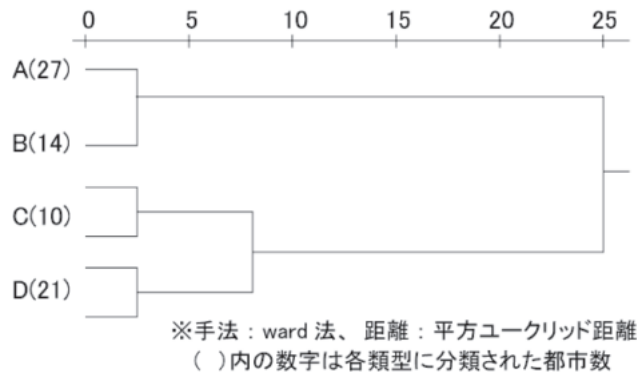 0 5 10 15 20 25
A(27)
B(14)
C(10)
D(21)
※手法：ward 法、 距離：平方ユークリッド距離
（ ）内の数字は各類型に分類された都市数